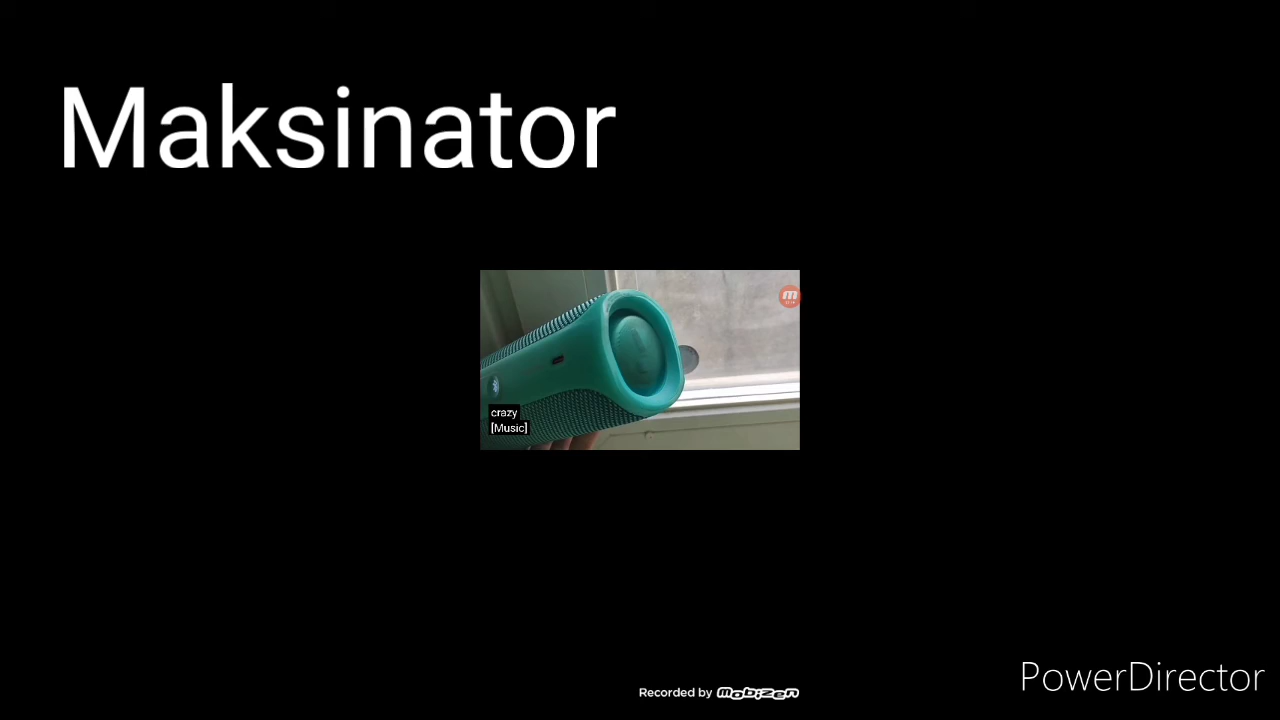 Maksinator
crazy
[Music]
Recorded by Mobizen
PowerDirector